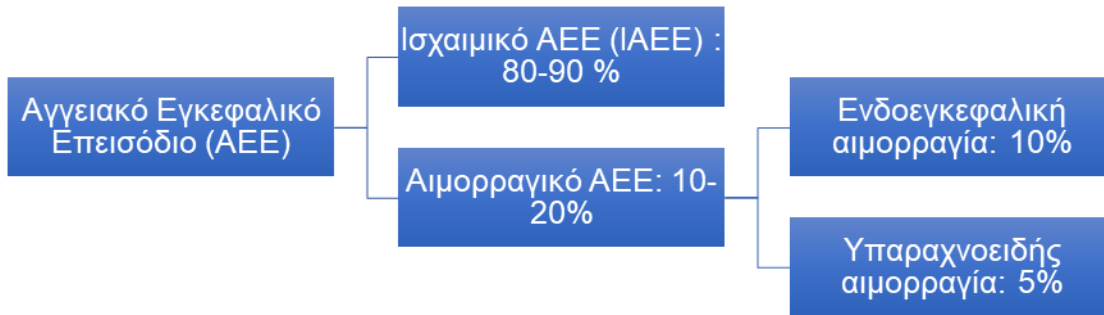 Ισχαιμικό ΑΕΕ (ΙΑΕΕ) :
80-90 %
Αγγειακό Εγκεφαλικό
Επεισόδιο (ΑΕΕ)
Ενδοεγκεφαλική
αιμορραγία: 10%
Αιμορραγικό ΑΕΕ: 10-
20%
Υπαραχνοειδής
αιμορραγία: 5%